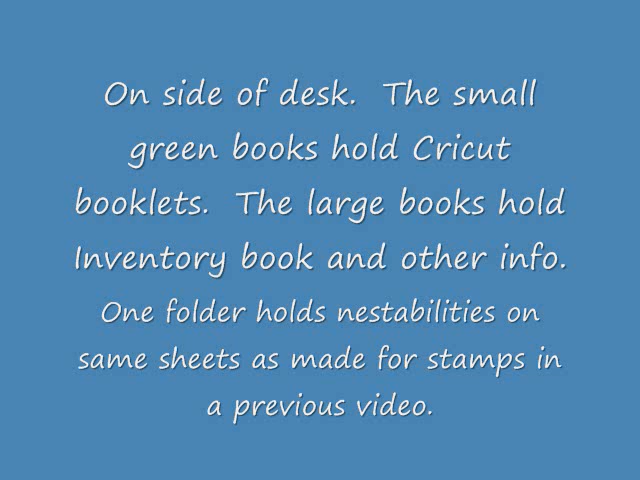 On side of desk.  The small
green books hold Cricut
booklets.  The large books hold
Inventory book and other info.
One folder holds nestabilities on
same sheets as made for stamps in
a previous video.